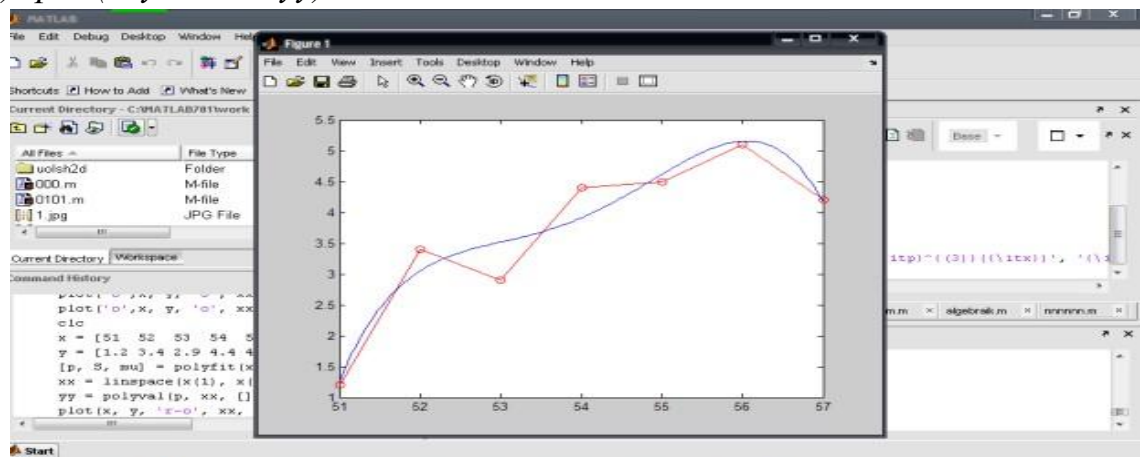 MATLAB
File Edit Debug Desktop Window Help
Shortcuts How to Add What's New
Current Directory - C:\MATLAB701\work
All Files File Type
uolsh2d Folder
000.m M-file
0101.m M-file
1.jpg JPG File
Current Directory Workspace
Command History
plot('o',x, y, 'o', xx
clc
x = [51 52 53 54 5
y = [1.2 3.4 2.9 4.4 4
[p, S, mu] = polyfit(x
xx = linspace(x(1), x(
yy = polyval(p, xx, []
plot(x, y, 'r-o', xx,
Start
Figure 1
File Edit View Insert Tools Desktop Window Help
5.5
5
4.5
4
3.5
3
2.5
2
1.5
1
51 52 53 54 55 56 57
Base
itp)^{(3)}{(\itx)}', '(\i
m.m algebraik.m nnnnnn.m